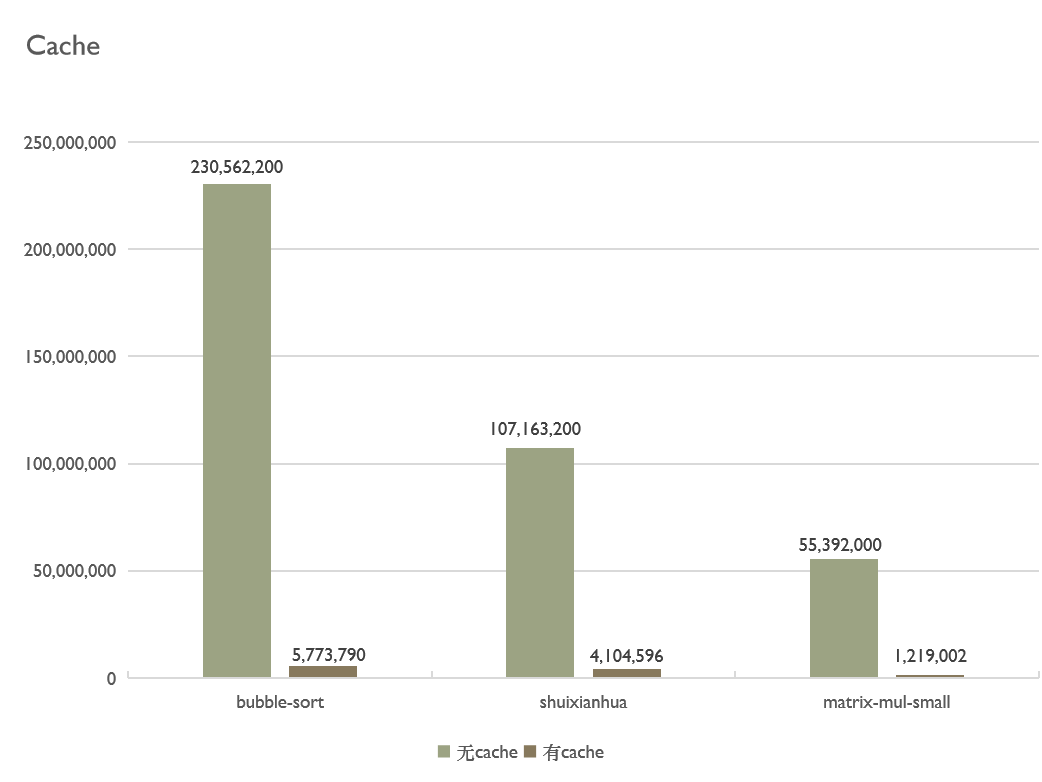 Cache
250,000,000
230,562,200
200,000,000
150,000,000
107,163,200
100,000,000
55,392,000
50,000,000
5,773,790
4,104,596
1,219,002
0
bubble-sort
shuixianhua
matrix-mul-small
无cache 有cache